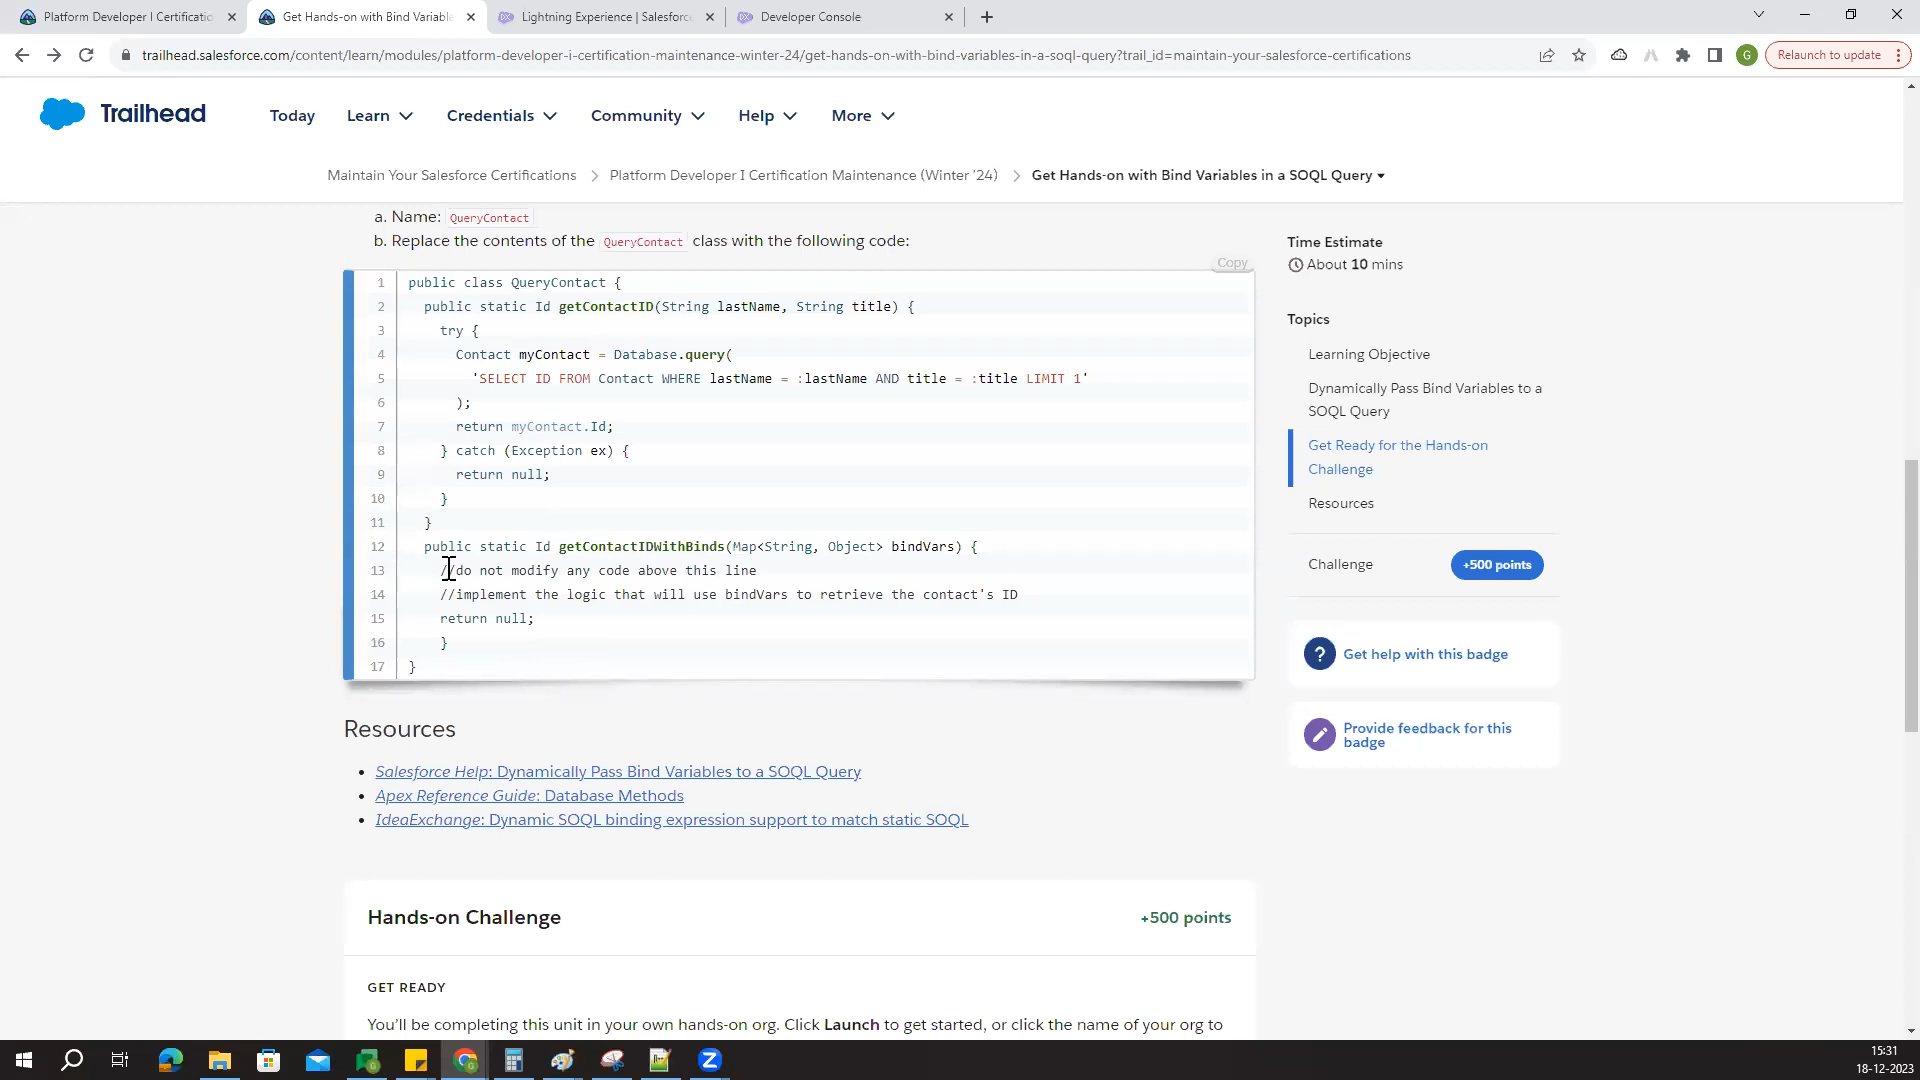 Platform Developer I Certificatio
Get Hands-on with Bind Variable
Lightning Experience | Salesforc
Developer Console
trailhead.salesforce.com/content/learn/modules/platform-developer-i-certification-maintenance-winter-24/get-hands-on-with-bind-variables-in-a-soql-query?trail_id=maintain-your-salesforce-certifications
G
Relaunch to update
Trailhead
Today
Learn
Credentials
Community
Help
More
Maintain Your Salesforce Certifications
Platform Developer I Certification Maintenance (Winter '24)
Get Hands-on with Bind Variables in a SOQL Query
a. Name: QueryContact
b. Replace the contents of the QueryContact class with the following code:
Copy
1 public class QueryContact {
2 public static Id getContactID(String lastName, String title) {
3 try {
4 Contact myContact = Database.query(
5 'SELECT ID FROM Contact WHERE lastName = :lastName AND title = :title LIMIT 1'
6 );
7 return myContact.Id;
8 } catch (Exception ex) {
9 return null;
10 }
11 }
12 public static Id getContactIDWithBinds(Map<String, Object> bindVars) {
13 //do not modify any code above this line
14 //implement the logic that will use bindVars to retrieve the contact's ID
15 return null;
16 }
17 }
Resources
Salesforce Help: Dynamically Pass Bind Variables to a SOQL Query
Apex Reference Guide: Database Methods
IdeaExchange: Dynamic SOQL binding expression support to match static SOQL
Hands-on Challenge
+500 points
GET READY
You'll be completing this unit in your own hands-on org. Click Launch to get started, or click the name of your org to
Time Estimate
About 10 mins
Topics
Learning Objective
Dynamically Pass Bind Variables to a
SOQL Query
Get Ready for the Hands-on
Challenge
Resources
Challenge
+500 points
? Get help with this badge
Provide feedback for this
badge
15:31
18-12-2023